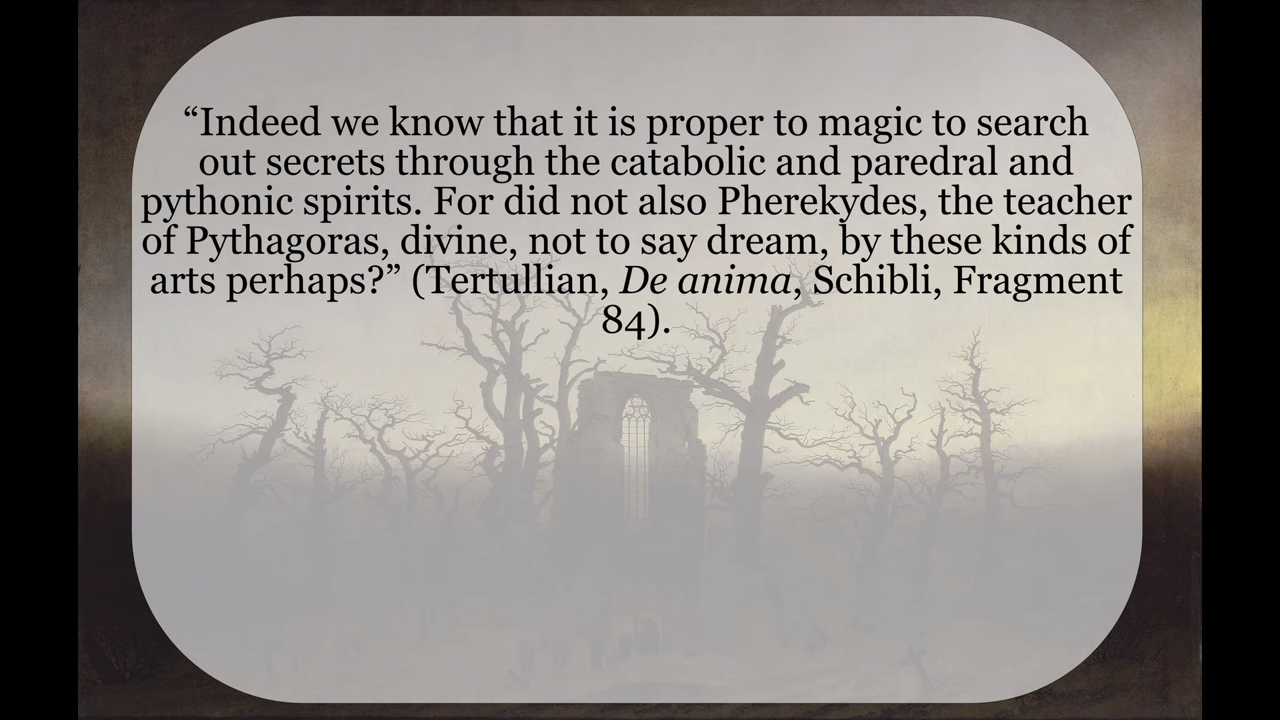 “Indeed we know that it is proper to magic to search
out secrets through the catabolic and paredral and
pythonic spirits. For did not also Pherekydes, the teacher
of Pythagoras, divine, not to say dream, by these kinds of
arts perhaps?” (Tertullian, De anima, Schibli, Fragment
84).